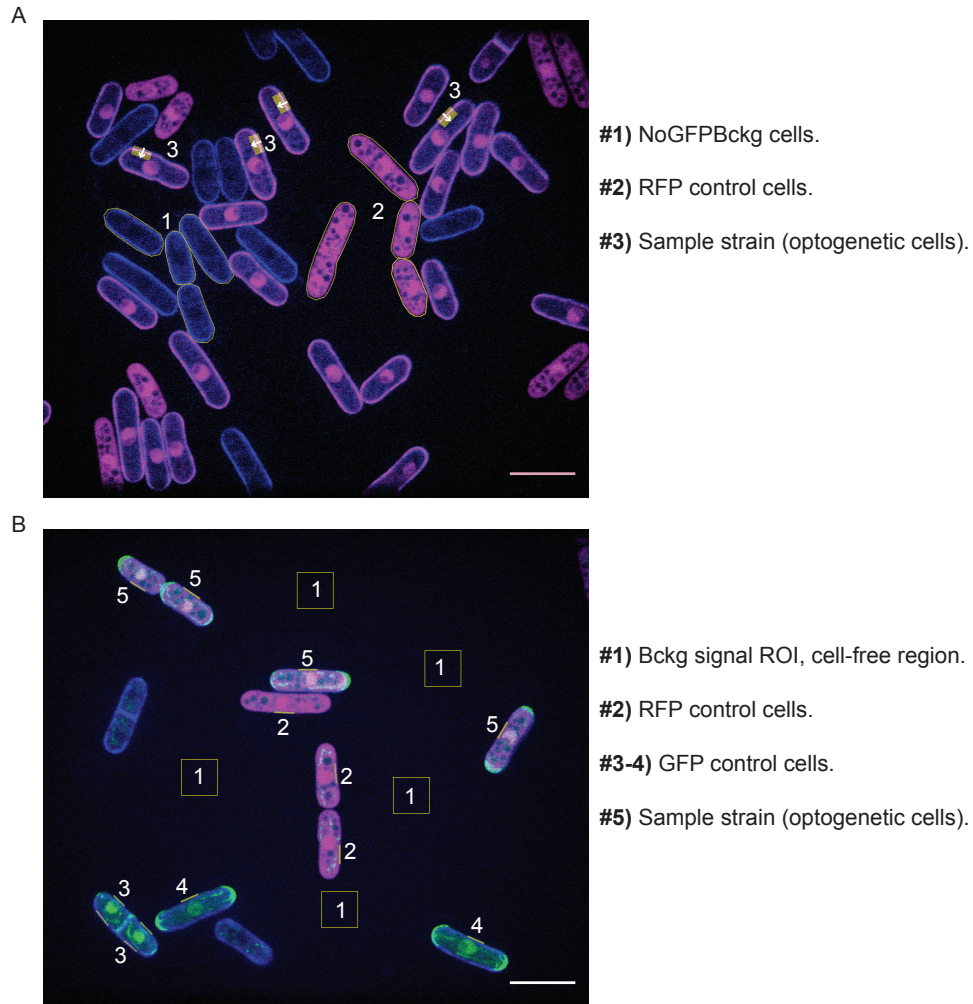 A
3
3
3
3
1
2
#1) NoGFPBckg cells.
#2) RFP control cells.
#3) Sample strain (optogenetic cells).
B
5
5
1
5
1
2
5
1
2
1
2
3
4
1
4
3
#1) Bckg signal ROI, cell-free region.
#2) RFP control cells.
#3-4) GFP control cells.
#5) Sample strain (optogenetic cells).